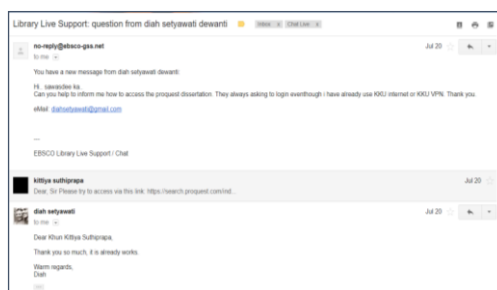 Library Live Support: question from diah setyawati dewanti Inbox x Chat Live x
no-reply@ebsco-gss.net Jul 20
to me
You have a new message from diah setyawati dewanti:
Hi.. sawasdee ka..
Can you help to inform me how to access the proquest dissertation. They always asking to login eventhough i have already use KKU internet or KKU VPN. Thank you.
eMail: diahsetyawati@gmail.com
---
EBSCO Library Live Support / Chat
kittiya suthiprapa Jul 20
Dear, Sir Please try to access via this link: https://search.proquest.com/ind...
diah setyawati Jul 20
to me
Dear Khun Kittiya Suthiprapa,
Thank you so much, it is already works.
Warm regards,
Diah